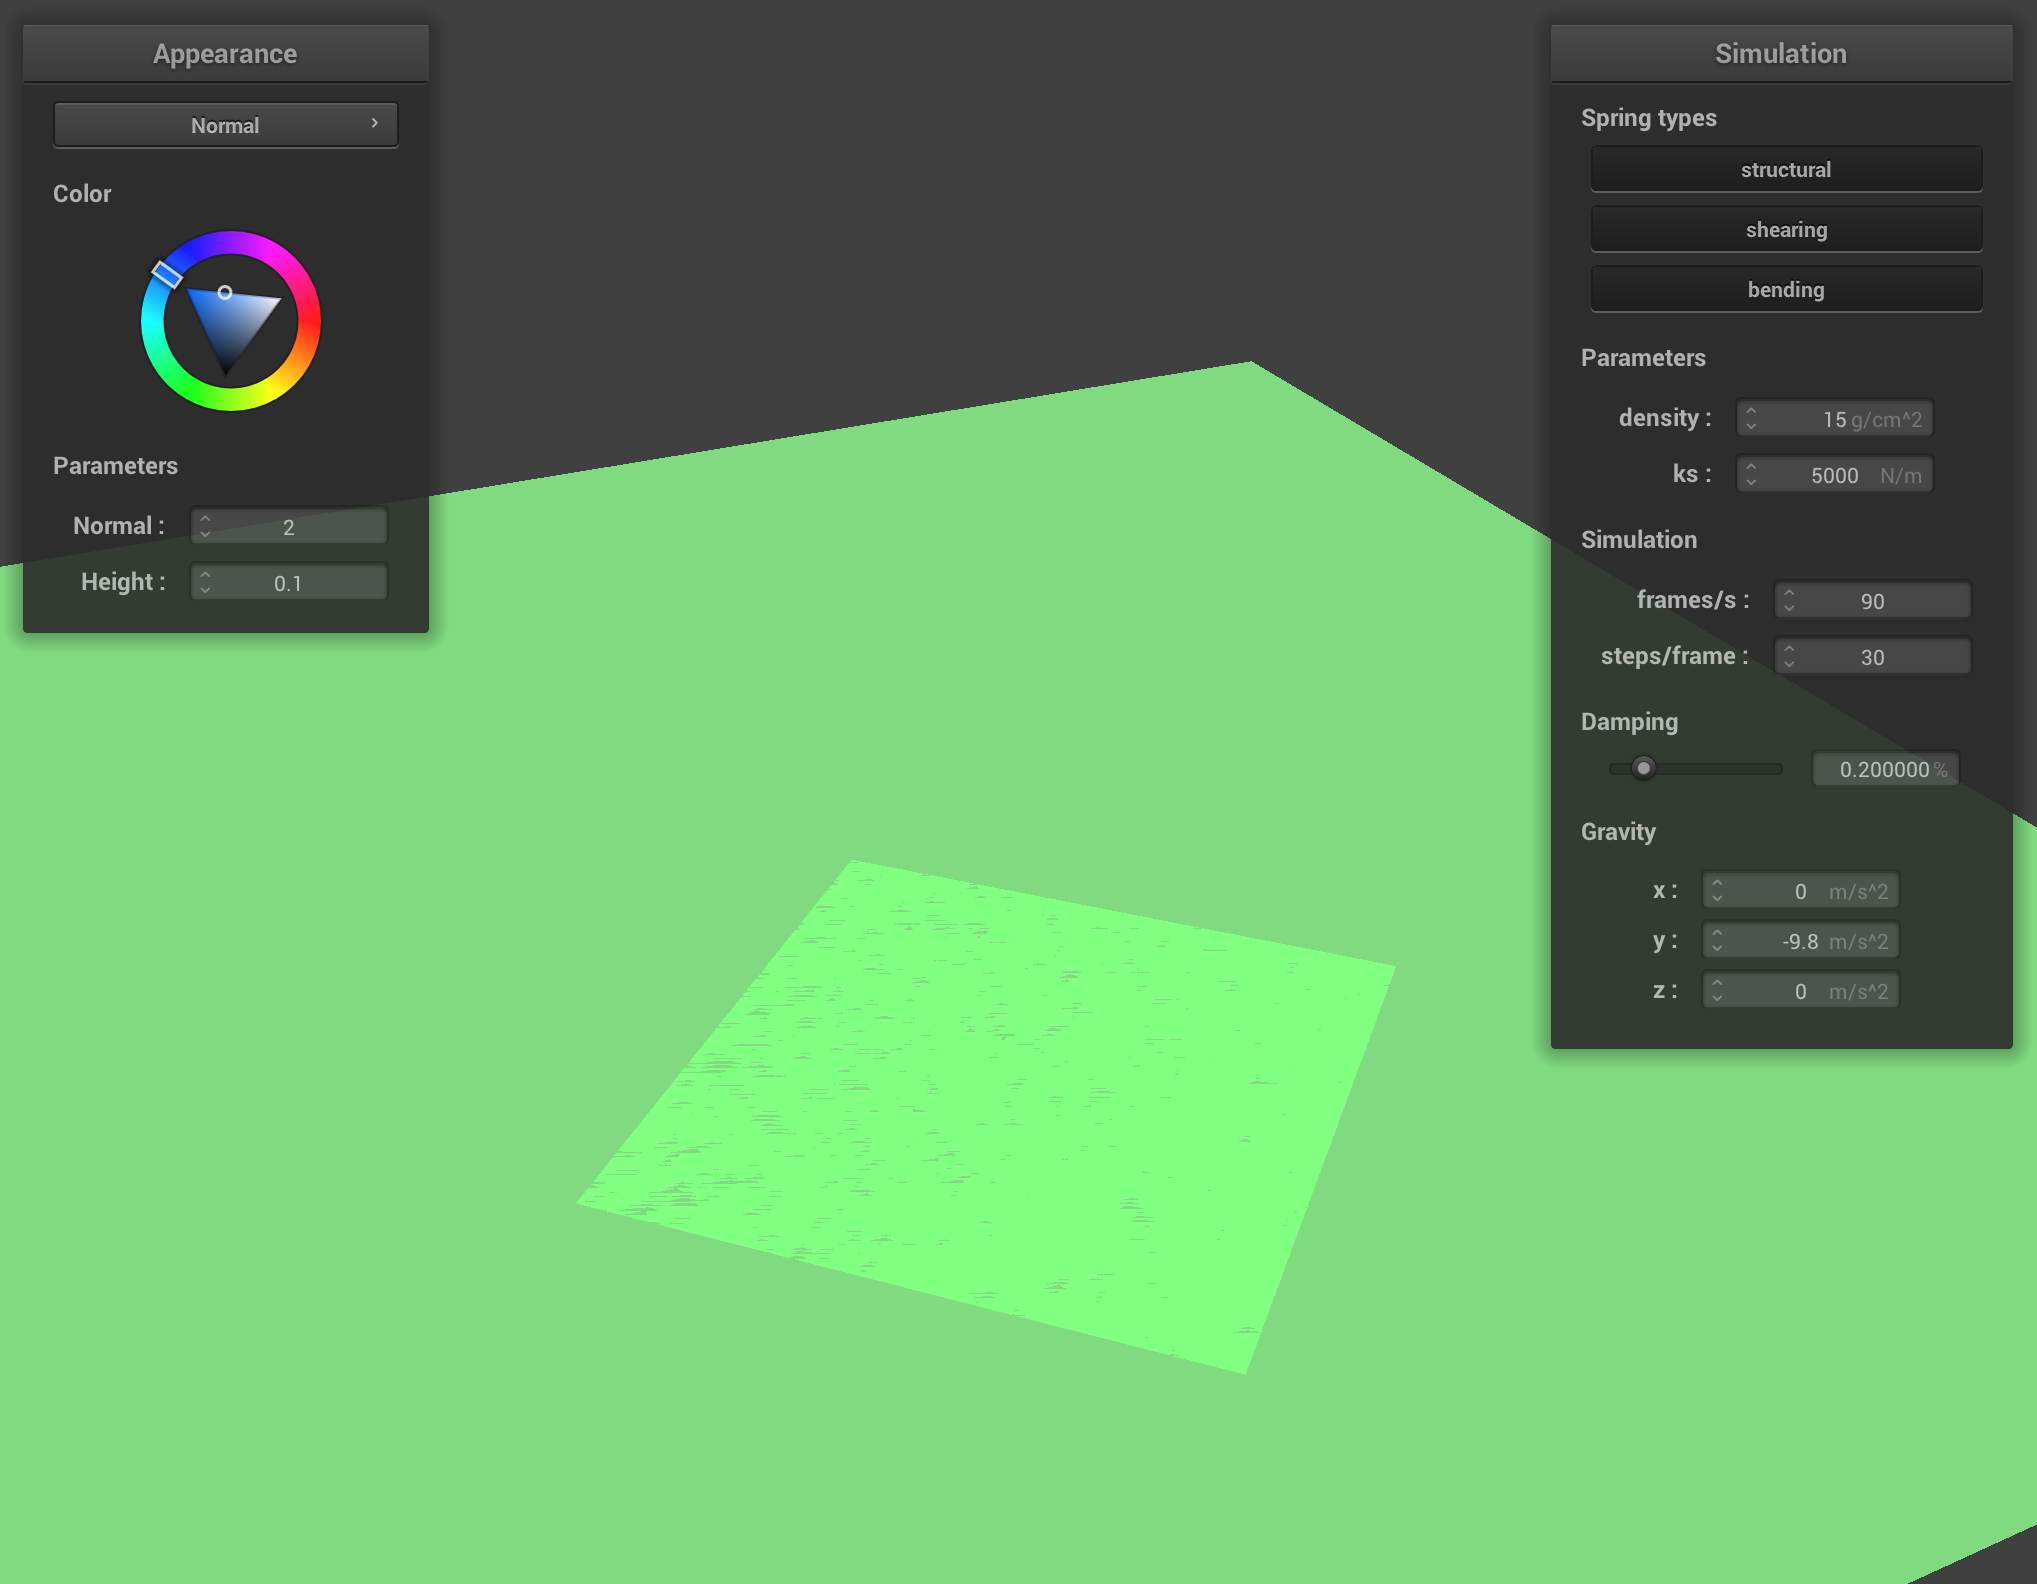 Appearance
Normal
Color
Parameters
Normal : 2
Height : 0.1
Simulation
Spring types
structural
shearing
bending
Parameters
density : 15 g/cm^2
ks : 5000 N/m
Simulation
frames/s : 90
steps/frame : 30
Damping
0.200000 %
Gravity
x : 0 m/s^2
y : -9.8 m/s^2
z : 0 m/s^2